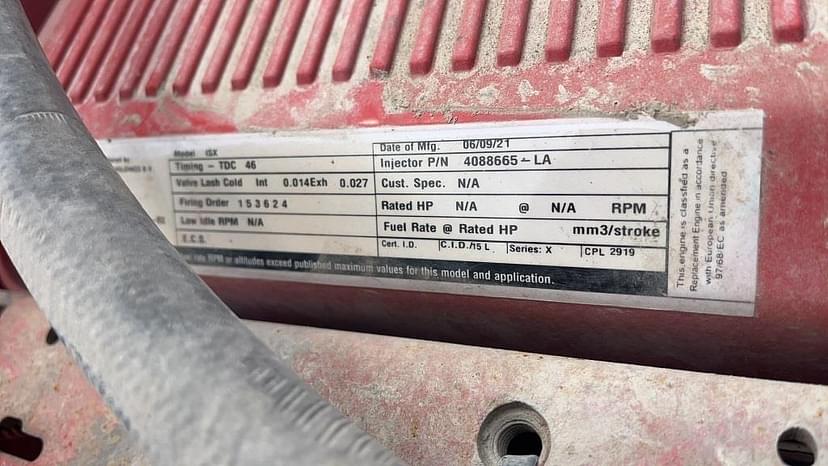 Model ISX
Timing - TDC 46
Valve Lash Cold Int 0.014 Exh 0.027
Firing Order 1 5 3 6 2 4
Low Idle RPM N/A
E.C.S.
Date of Mfg. 06/09/21
Injector P/N 4088665-LA
Cust. Spec. N/A
Rated HP N/A @ N/A RPM
Fuel Rate @ Rated HP mm3/stroke
Cert. I.D. C.I.D./15 L Series: X CPL 2919
rate RPM or altitudes exceed published maximum values for this model and application.
This engine is classfied as a
Replacement Engine in accordance
with European Union directive
97/68/EC as amended